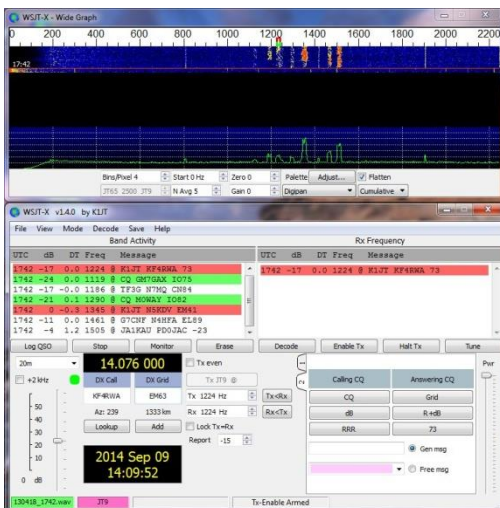 WSJT-X - Wide Graph
0 200 400 600 800 1000 1200 1400 1600 1800 2000 2200
17:42
Bins/Pixel 4 Start 0 Hz Zero 0 Palette Adjust... Flatten
JT65 2500 JT9 N Avg 5 Gain 0 Digipan Cumulative
WSJT-X v1.4.0 by K1JT
File View Mode Decode Save Help
Band Activity Rx Frequency
UTC dB DT Freq Message UTC dB DT Freq Message
1742 -17 0.0 1224 @ K1JT KF4RWA 73 1742 -17 0.0 1224 @ K1JT KF4RWA 73
1742 -24 0.0 1119 @ CQ GM7GAX IO75
1742 -17 -0.0 1186 @ TF3G N7MQ CN84
1742 -21 0.1 1290 @ CQ M0WAY IO82
1742 0 -0.3 1345 @ K1JT N5KDV EM41
1742 -11 0.0 1461 @ G7CNF N4HFA EL89
1742 -4 1.2 1505 @ JA1KAU PD0JAC -23
Log QSO Stop Monitor Erase Decode Enable Tx Halt Tx Tune
20m 14.076 000 Tx even 1 Pwr
+2 kHz DX Call DX Grid Tx JT9 @ 2 Calling CQ Answering CQ
KF4RWA EM63 Tx 1224 Hz Tx<Rx CQ Grid
50 Az: 239 1333 km Rx 1224 Hz Rx<Tx dB R+dB
40 Lookup Add Lock Tx=Rx RRR 73
30 Report -15
20 2014 Sep 09 Gen msg
10 14:09:52 Free msg
0 dB
130418_1742.wav JT9 Tx-Enable Armed